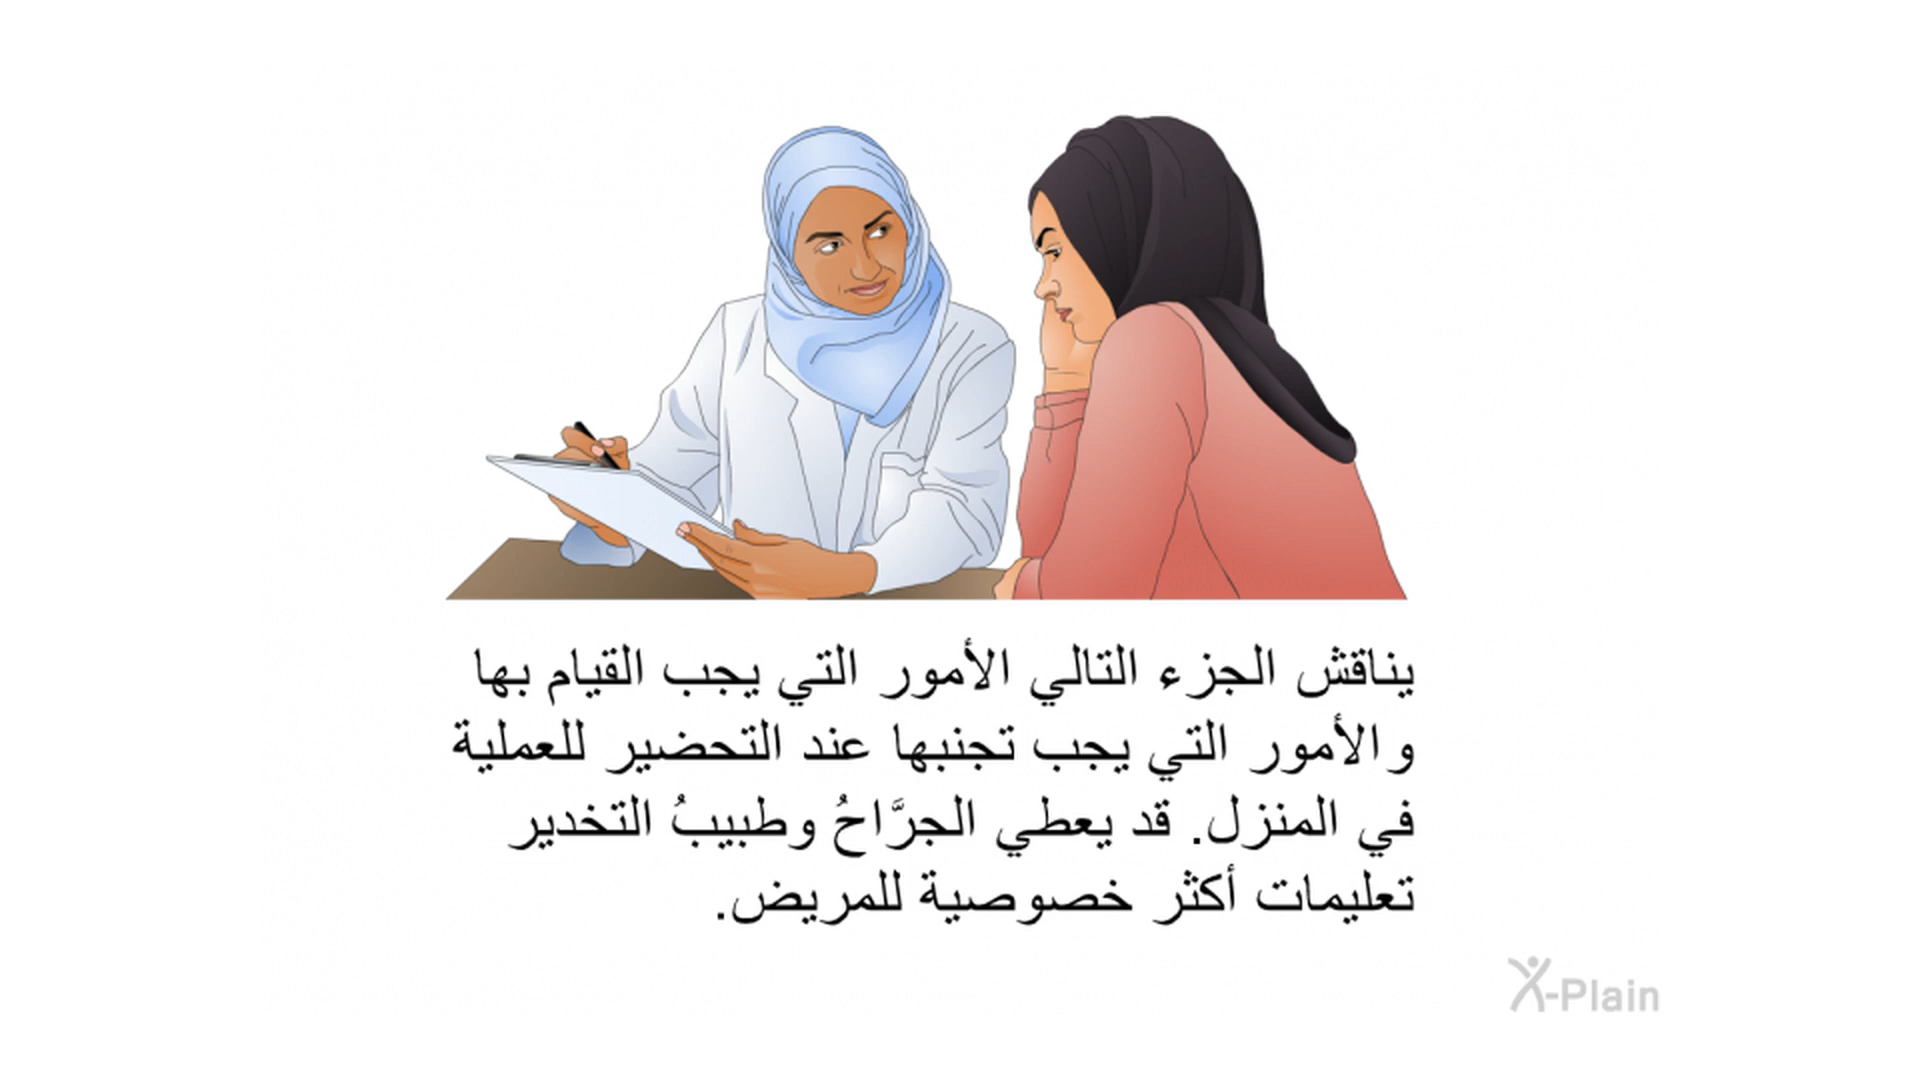 يناقش الجزء التالي الأمور التي يجب القيام بها
والأمور التي يجب تجنبها عند التحضير للعملية
في المنزل. قد يعطي الجرَّاحُ وطبيبُ التخدير
تعليمات أكثر خصوصية للمريض.
X-Plain